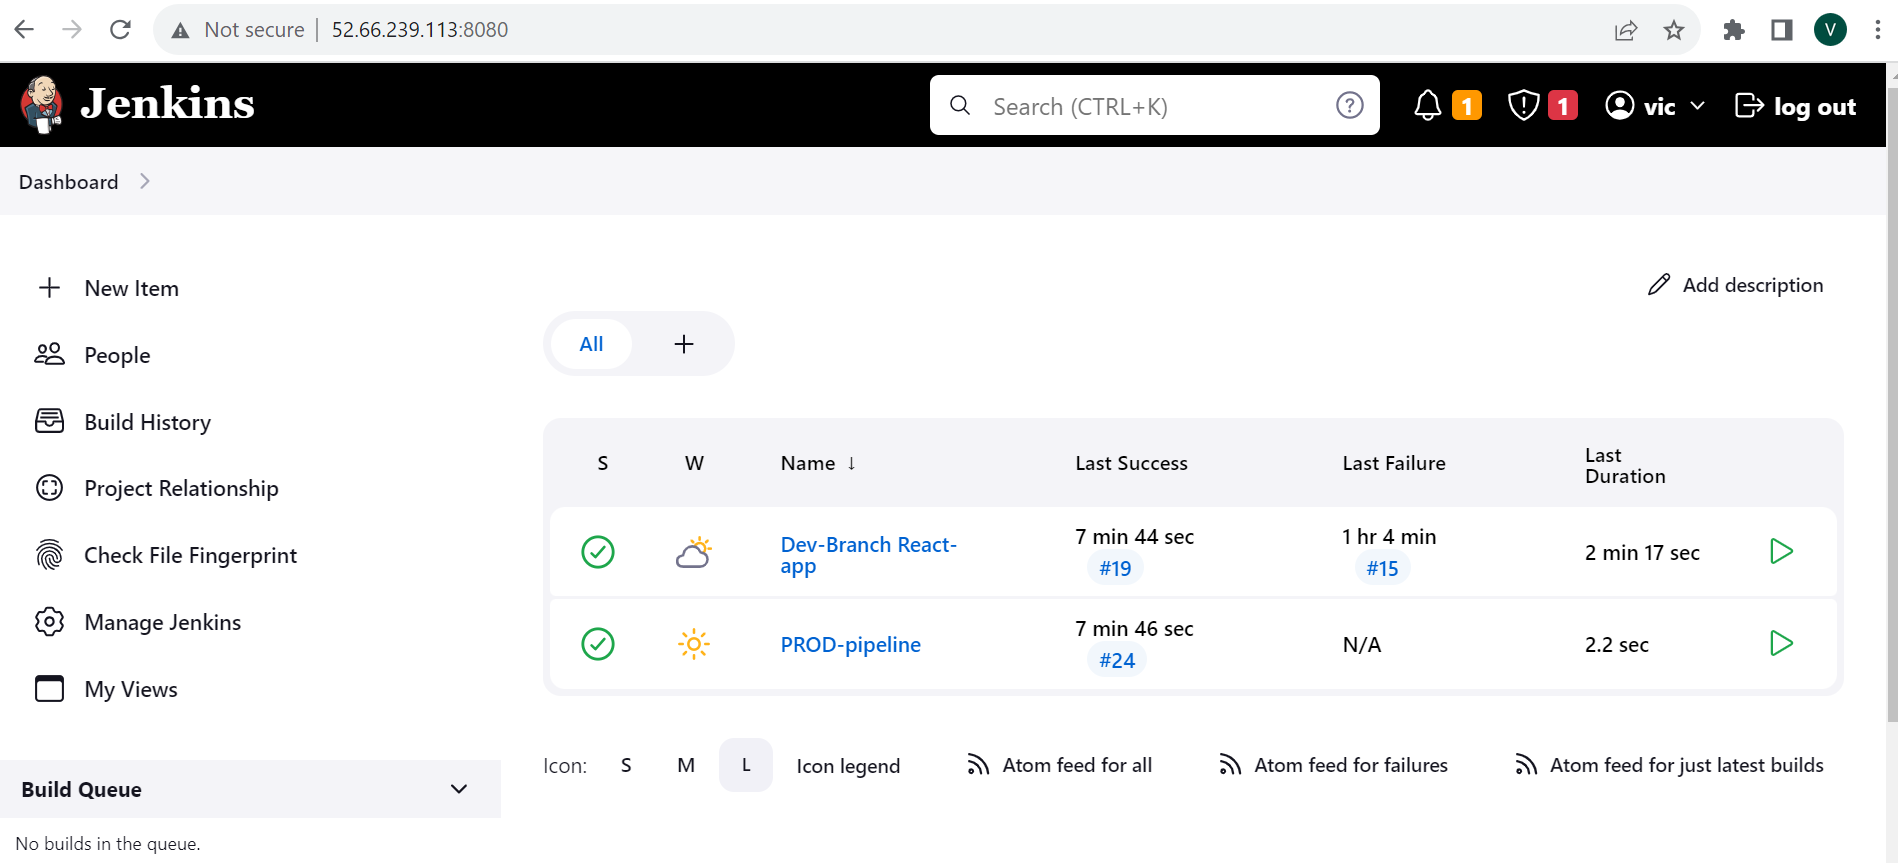 Not secure | 52.66.239.113:8080
V
Jenkins
Search (CTRL+K)
?
1
1
vic
log out
Dashboard
New Item
People
Build History
Project Relationship
Check File Fingerprint
Manage Jenkins
My Views
Build Queue
No builds in the queue.
Add description
All +
S W Name ↓ Last Success Last Failure Last
Duration
Dev-Branch React-
app
7 min 44 sec
#19
1 hr 4 min
#15
2 min 17 sec
PROD-pipeline
7 min 46 sec
#24
N/A
2.2 sec
Icon: S M L Icon legend Atom feed for all Atom feed for failures Atom feed for just latest builds